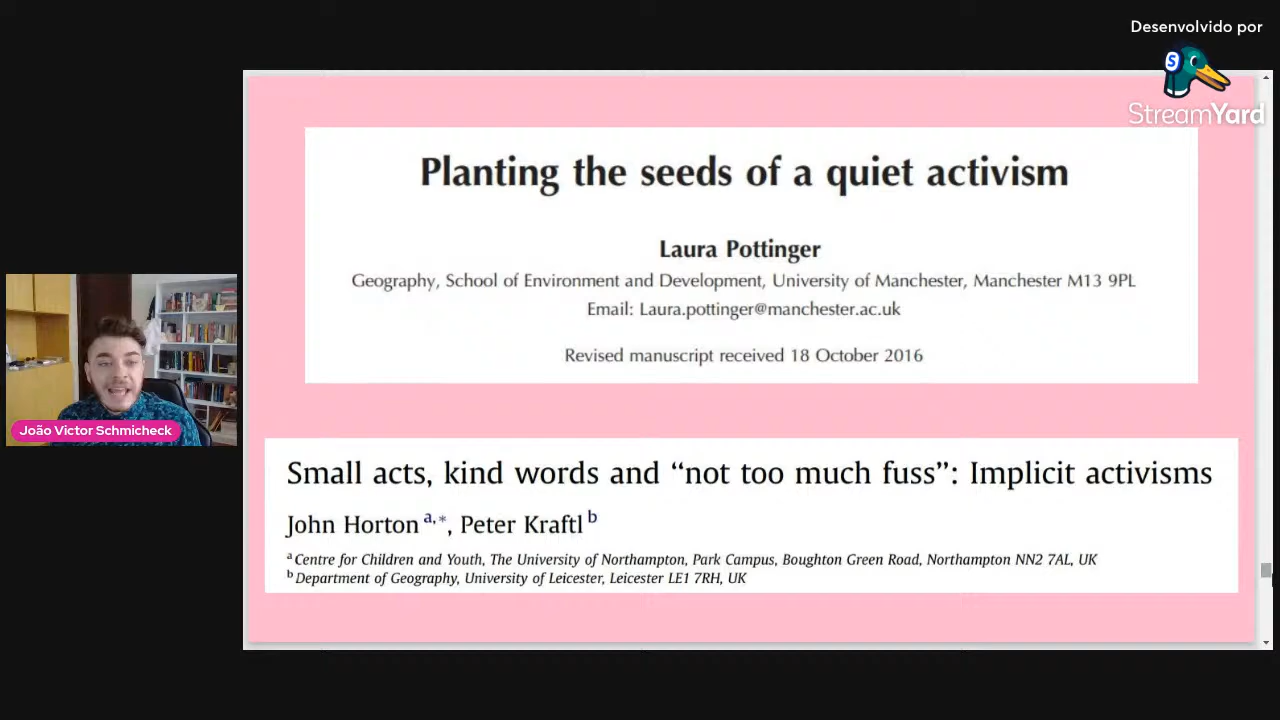 Desenvolvido por
S
StreamYard
Planting the seeds of a quiet activism
Laura Pottinger
Geography, School of Environment and Development, University of Manchester, Manchester M13 9PL
Email: Laura.pottinger@manchester.ac.uk
Revised manuscript received 18 October 2016
João Victor Schmicheck
Small acts, kind words and “not too much fuss”: Implicit activisms
John Horton a,*, Peter Kraftl b
a Centre for Children and Youth, The University of Northampton, Park Campus, Boughton Green Road, Northampton NN2 7AL, UK
b Department of Geography, University of Leicester, Leicester LE1 7RH, UK